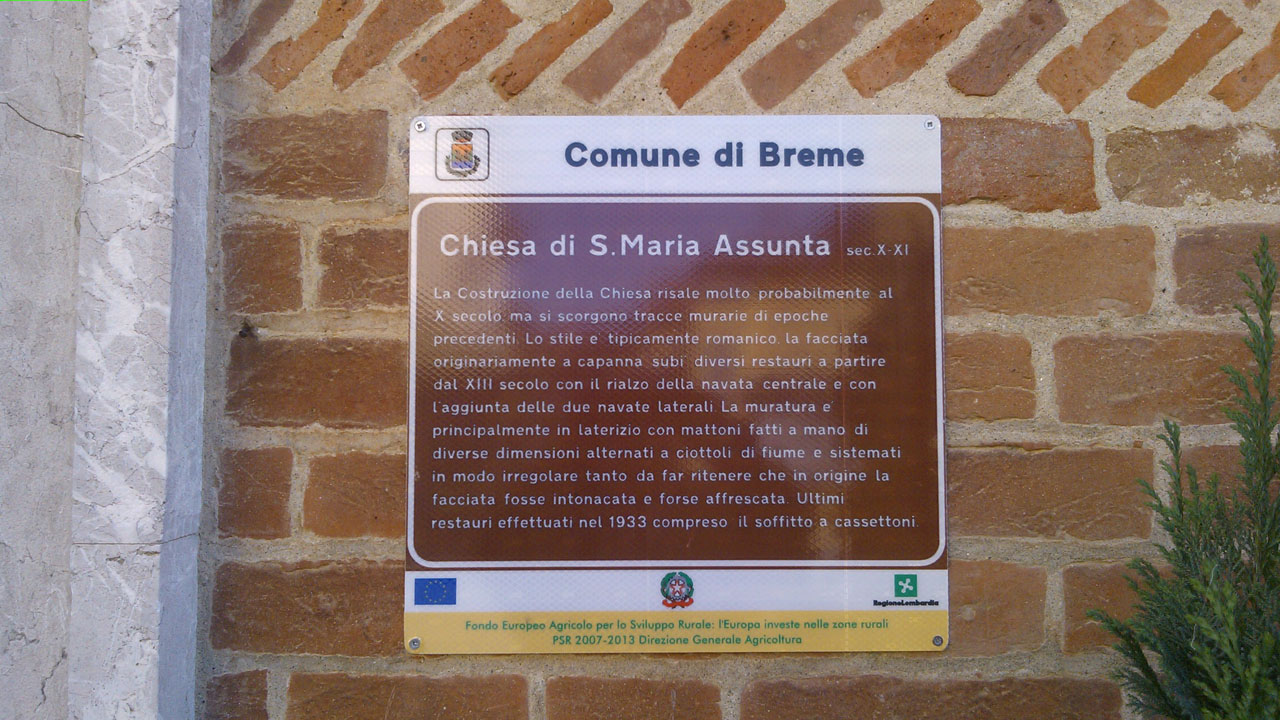 Comune di Breme
Chiesa di S.Maria Assunta sec.X-XI
La Costruzione della Chiesa risale molto probabilmente al
X secolo, ma si scorgono tracce murarie di epoche
precedenti. Lo stile e' tipicamente romanico, la facciata
originariamente a capanna subi' diversi restauri a partire
dal XIII secolo con il rialzo della navata centrale e con
l'aggiunta delle due navate laterali. La muratura e'
principalmente in laterizio con mattoni fatti a mano di
diverse dimensioni alternati a ciottoli di fiume e sistemati
in modo irregolare tanto da far ritenere che in origine la
facciata fosse intonacata e forse affrescata. Ultimi
restauri effettuati nel 1933 compreso il soffitto a cassettoni.
RegioneLombardia
Fondo Europeo Agricolo per lo Sviluppo Rurale: l'Europa investe nelle zone rurali
PSR 2007-2013 Direzione Generale Agricoltura